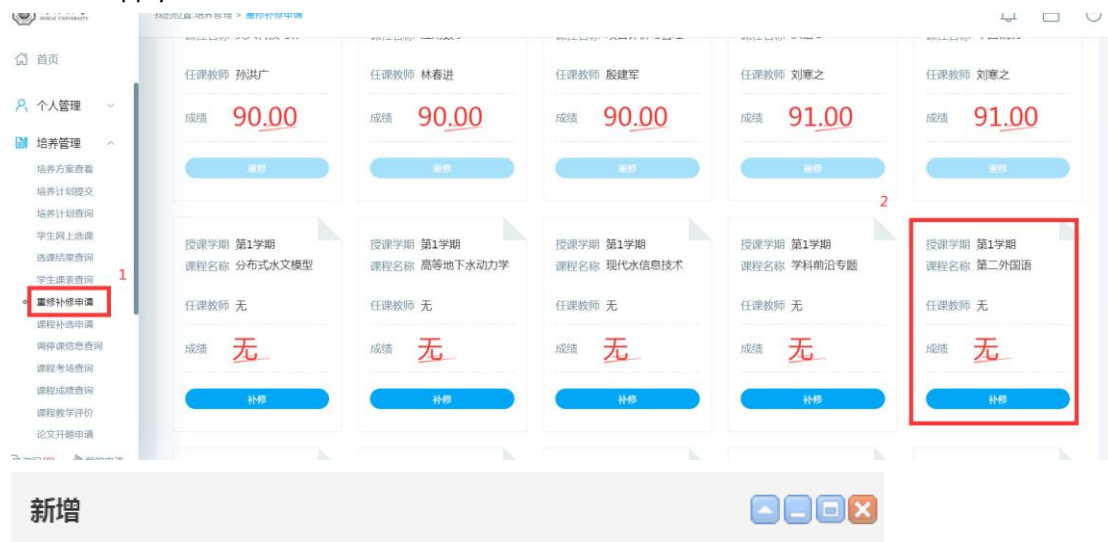 我的位置:培养管理 > 重修补修申请
首页
个人管理
培养管理
培养方案查看
培养计划提交
培养计划查询
学生网上选课
选课结果查询
学生课表查询
1
重修补修申请
课程补选申请
调停课信息查询
课程考场查询
课程成绩查询
课程教学评价
论文开题申请
任课教师 孙洪广
任课教师 林春进
任课教师 殷建军
任课教师 刘寒之
任课教师 刘寒之
成绩 90.00
成绩 90.00
成绩 90.00
成绩 91.00
成绩 91.00
重修
重修
重修
重修
重修
2
授课学期 第1学期
课程名称 分布式水文模型
任课教师 无
成绩 无
补修
授课学期 第1学期
课程名称 高等地下水动力学
任课教师 无
成绩 无
补修
授课学期 第1学期
课程名称 现代水信息技术
任课教师 无
成绩 无
补修
授课学期 第1学期
课程名称 学科前沿专题
任课教师 无
成绩 无
补修
授课学期 第1学期
课程名称 第二外国语
任课教师 无
成绩 无
补修
新增